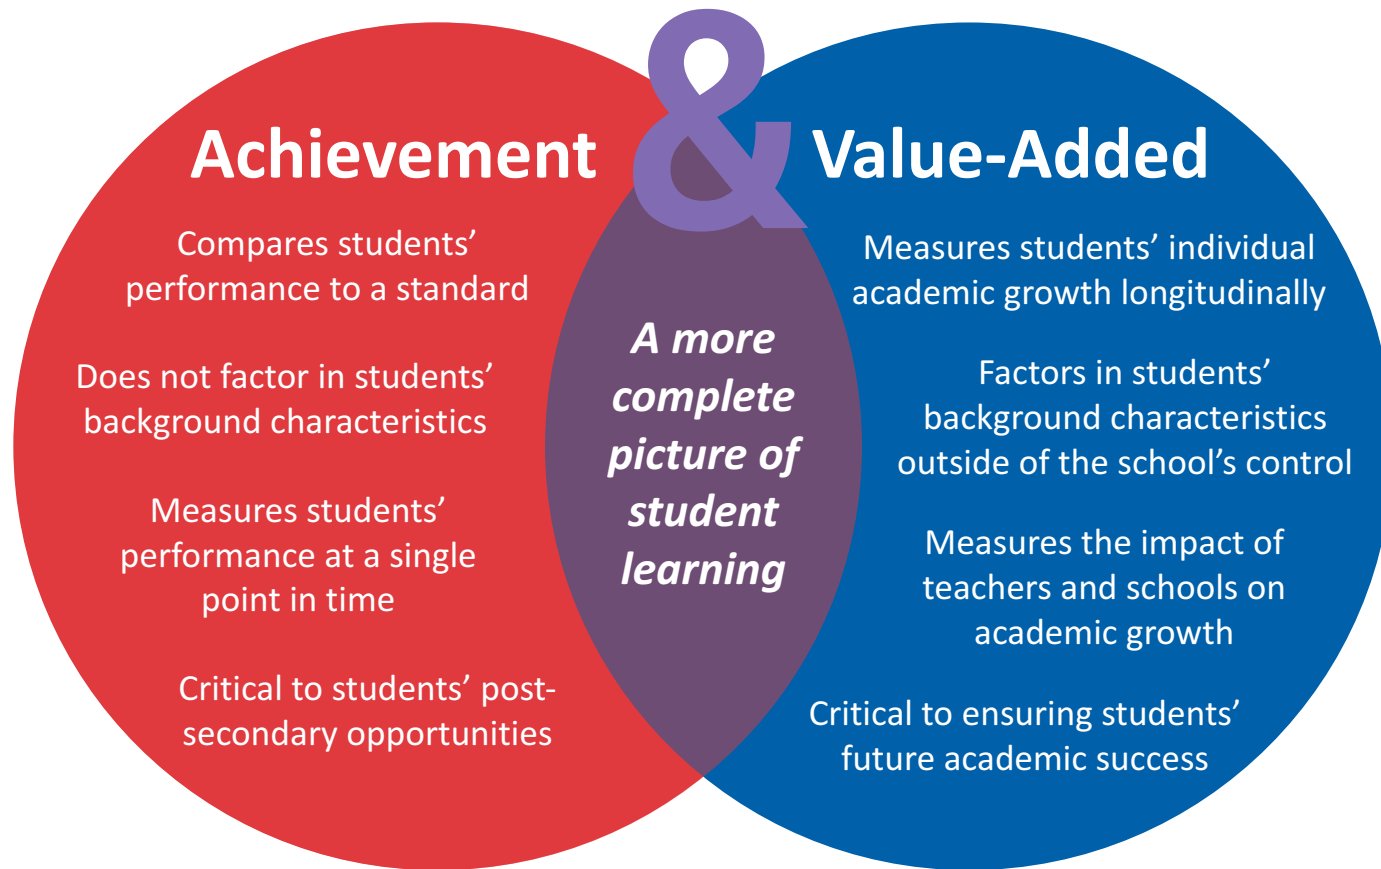 &
Achievement
Compares students’
performance to a standard
Does not factor in students’
background characteristics
Measures students’
performance at a single
point in time
Critical to students’ post-
secondary opportunities
A more
complete
picture of
student
learning
Value-Added
Measures students’ individual
academic growth longitudinally
Factors in students’
background characteristics
outside of the school’s control
Measures the impact of
teachers and schools on
academic growth
Critical to ensuring students’
future academic success